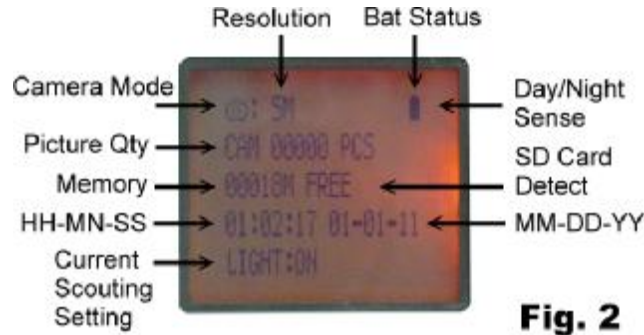 Resolution
Bat Status
Camera Mode
Day/Night
Sense
: 5M
Picture Qty
CAM 00000 PCS
SD Card
Detect
Memory
00018M FREE
HH-MN-SS
01:02:17 01-01-11
MM-DD-YY
Current
Scouting
Setting
LIGHT:ON
Fig. 2